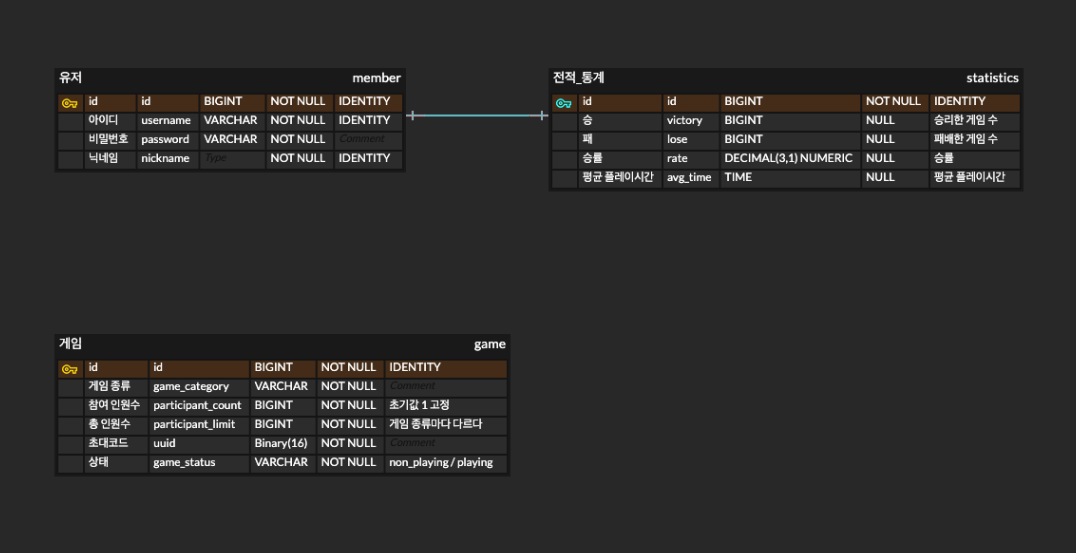 유저 member
id id BIGINT NOT NULL IDENTITY
아이디 username VARCHAR NOT NULL IDENTITY
비밀번호 password VARCHAR NOT NULL Comment
닉네임 nickname Type NOT NULL IDENTITY
전적_통계 statistics
id id BIGINT NOT NULL IDENTITY
승 victory BIGINT NULL 승리한 게임 수
패 lose BIGINT NULL 패배한 게임 수
승률 rate DECIMAL(3,1) NUMERIC NULL 승률
평균 플레이시간 avg_time TIME NULL 평균 플레이시간
게임 game
id id BIGINT NOT NULL IDENTITY
게임 종류 game_category VARCHAR NOT NULL Comment
참여 인원수 participant_count BIGINT NOT NULL 초기값 1 고정
총 인원수 participant_limit BIGINT NOT NULL 게임 종류마다 다르다
초대코드 uuid Binary(16) NOT NULL Comment
상태 game_status VARCHAR NOT NULL non_playing / playing